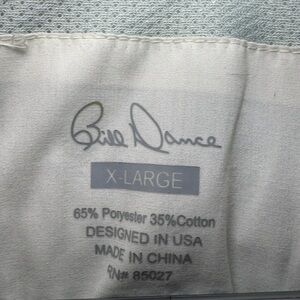 Bill Dance
X-LARGE
65% Polyester 35%Cotton
DESIGNED IN USA
MADE IN CHINA
RN# 85027